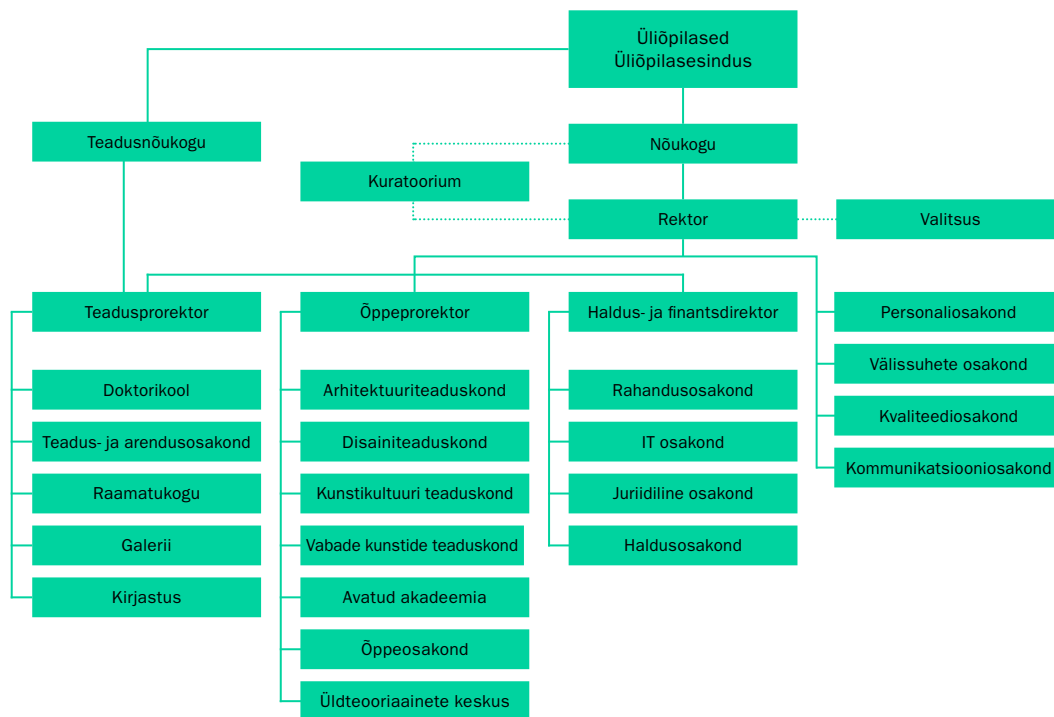 Üliõpilased
Üliõpilasesindus
Teadusnõukogu
Nõukogu
Kuratoorium
Rektor
Valitsus
Teadusprorektor
Doktorikool
Teadus- ja arendusosakond
Raamatukogu
Galerii
Kirjastus
Õppeprorektor
Arhitektuuriteaduskond
Disainiteaduskond
Kunstikultuuri teaduskond
Vabade kunstide teaduskond
Avatud akadeemia
Õppeosakond
Üldteooriaainete keskus
Haldus- ja finantsdirektor
Rahandusosakond
IT osakond
Juriidiline osakond
Haldusosakond
Personaliosakond
Välissuhete osakond
Kvaliteediosakond
Kommunikatsiooniosakond